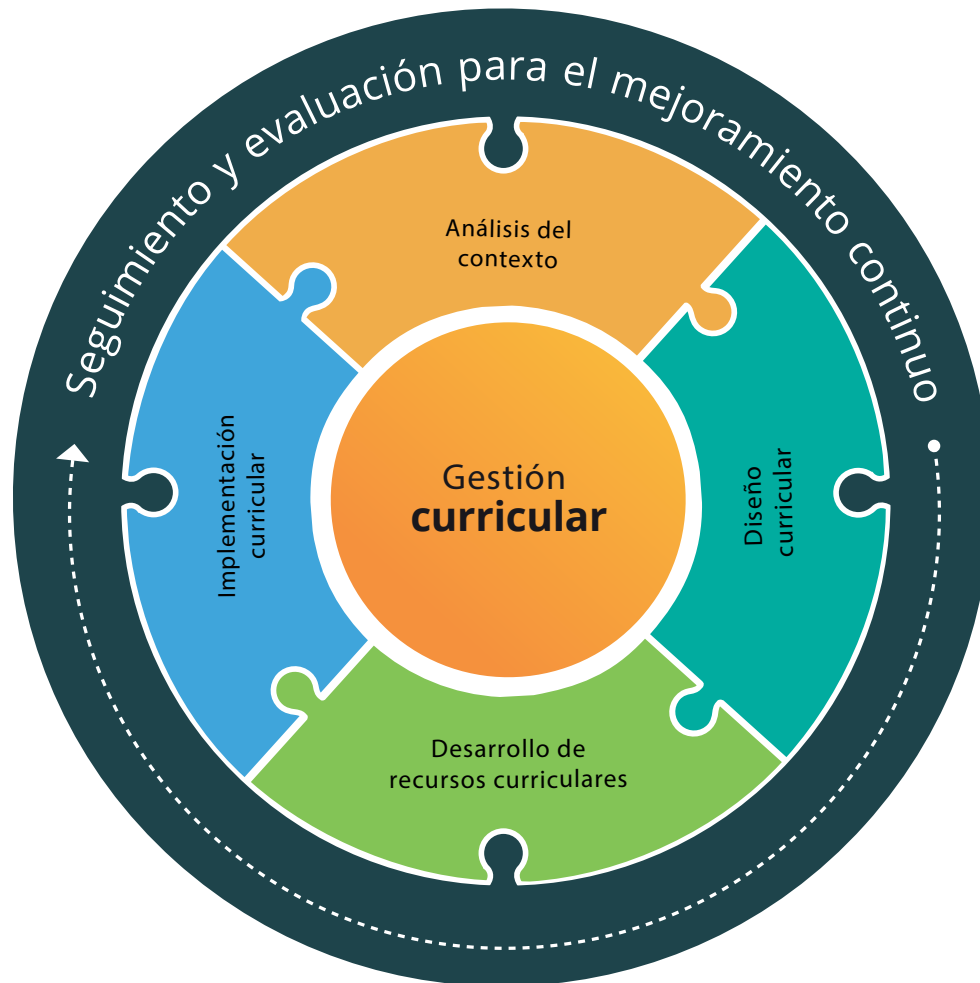 Seguimiento y evaluación para el mejoramiento continuo
Análisis del
contexto
Implementación
curricular
Gestión
curricular
Diseño
curricular
Desarrollo de
recursos curriculares